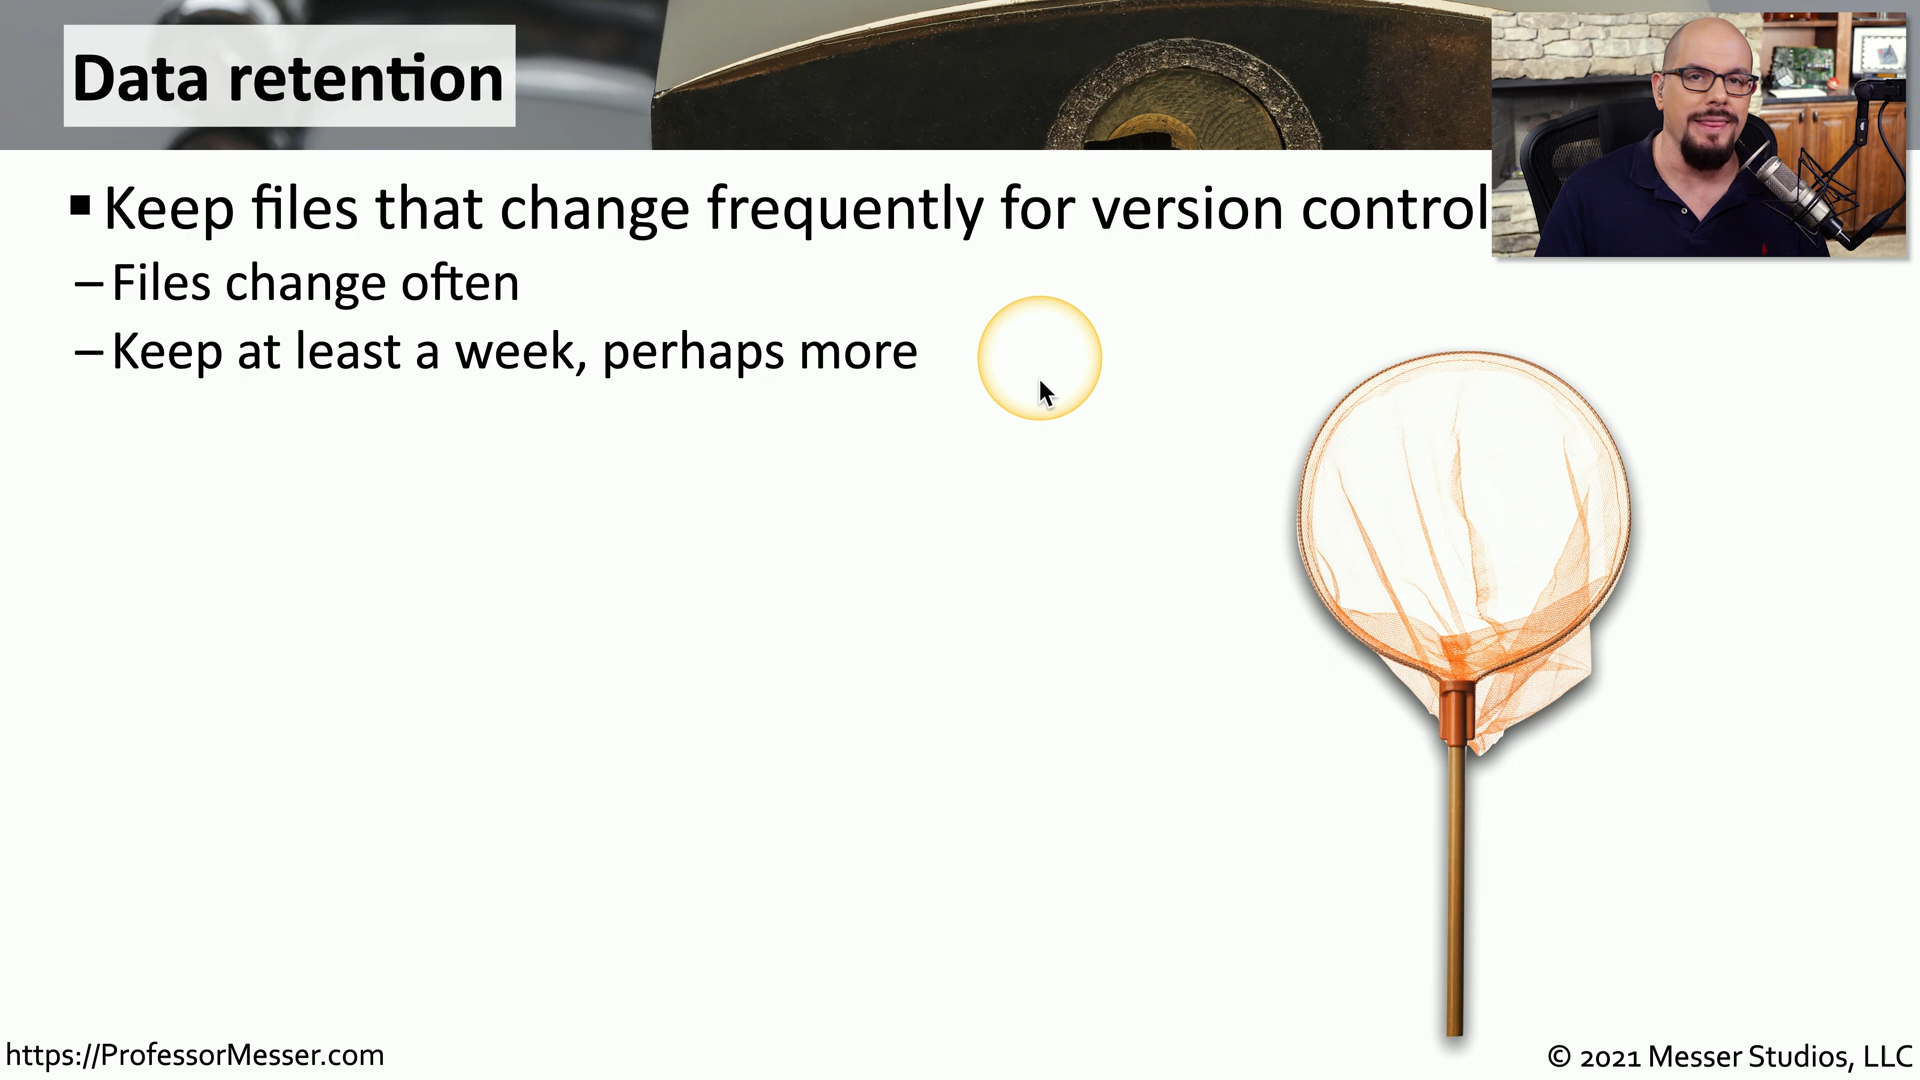 Data retention
▪ Keep files that change frequently for version control
– Files change often
– Keep at least a week, perhaps more
https://ProfessorMesser.com
© 2021 Messer Studios, LLC